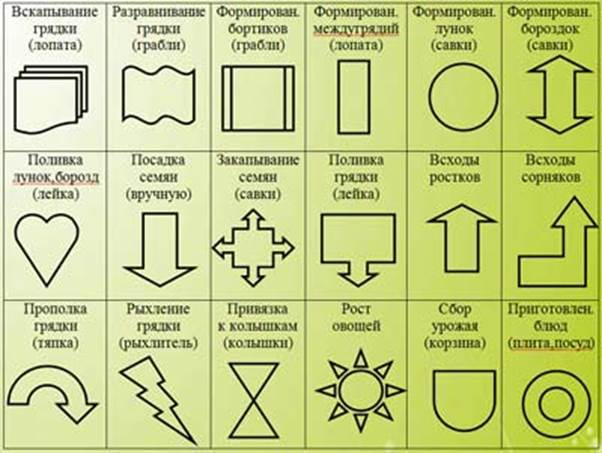 Вскапывание
грядки
(лопата)
Разравнивание
грядки
(грабли)
Формирован.
бортиков
(грабли)
Формирован.
междугрядий
(лопата)
Формирован.
лунок
(савки)
Формирован.
бороздок
(савки)
Поливка
лунок,борозд
(лейка)
Посадка
семян
(вручную)
Закапывание
семян
(савки)
Поливка
грядки
(лейка)
Всходы
ростков
Всходы
сорняков
Прополка
грядки
(тяпка)
Рыхление
грядки
(рыхлитель)
Привязка
к колышкам
(колышки)
Рост
овощей
Сбор
урожая
(корзина)
Приготовлен.
блюд
(плита,посуд)